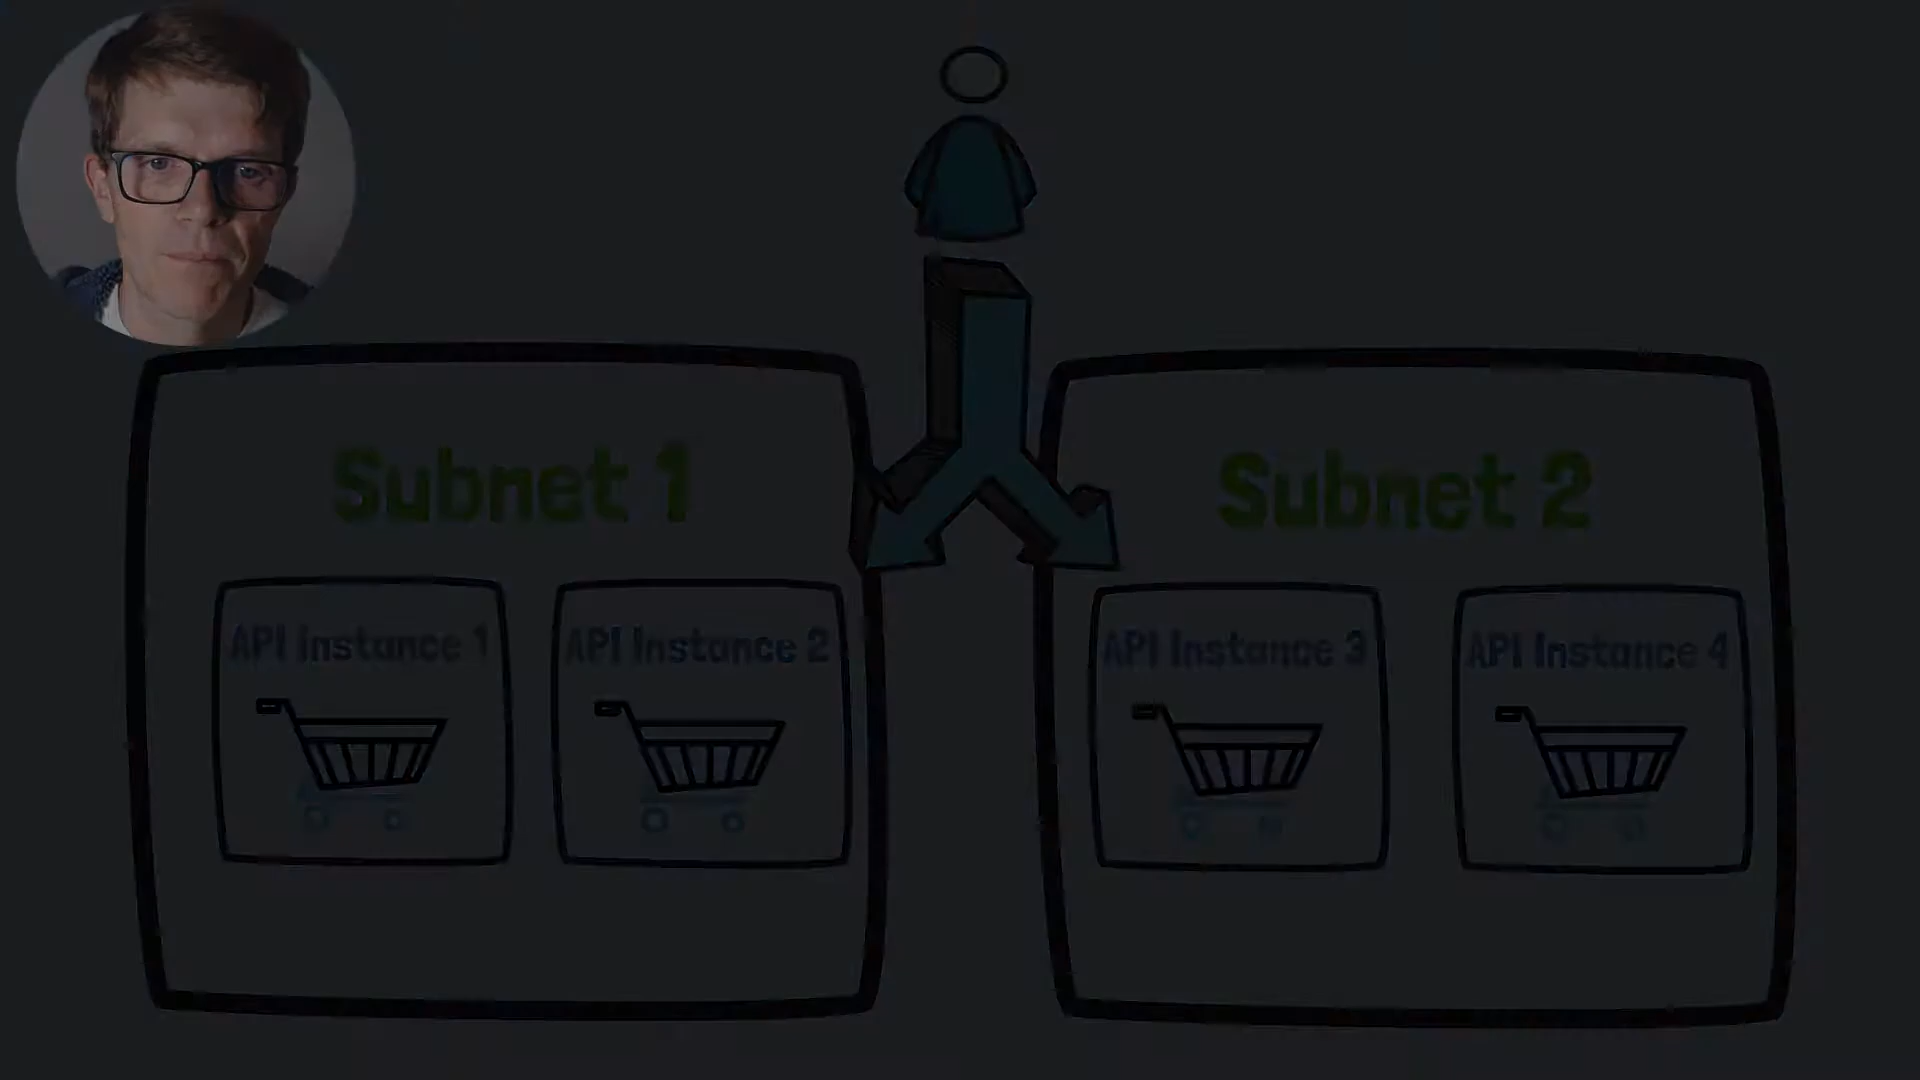 Subnet 1
Subnet 2
API instance 1
API Instance 2
API Instance 3
API Instance 4